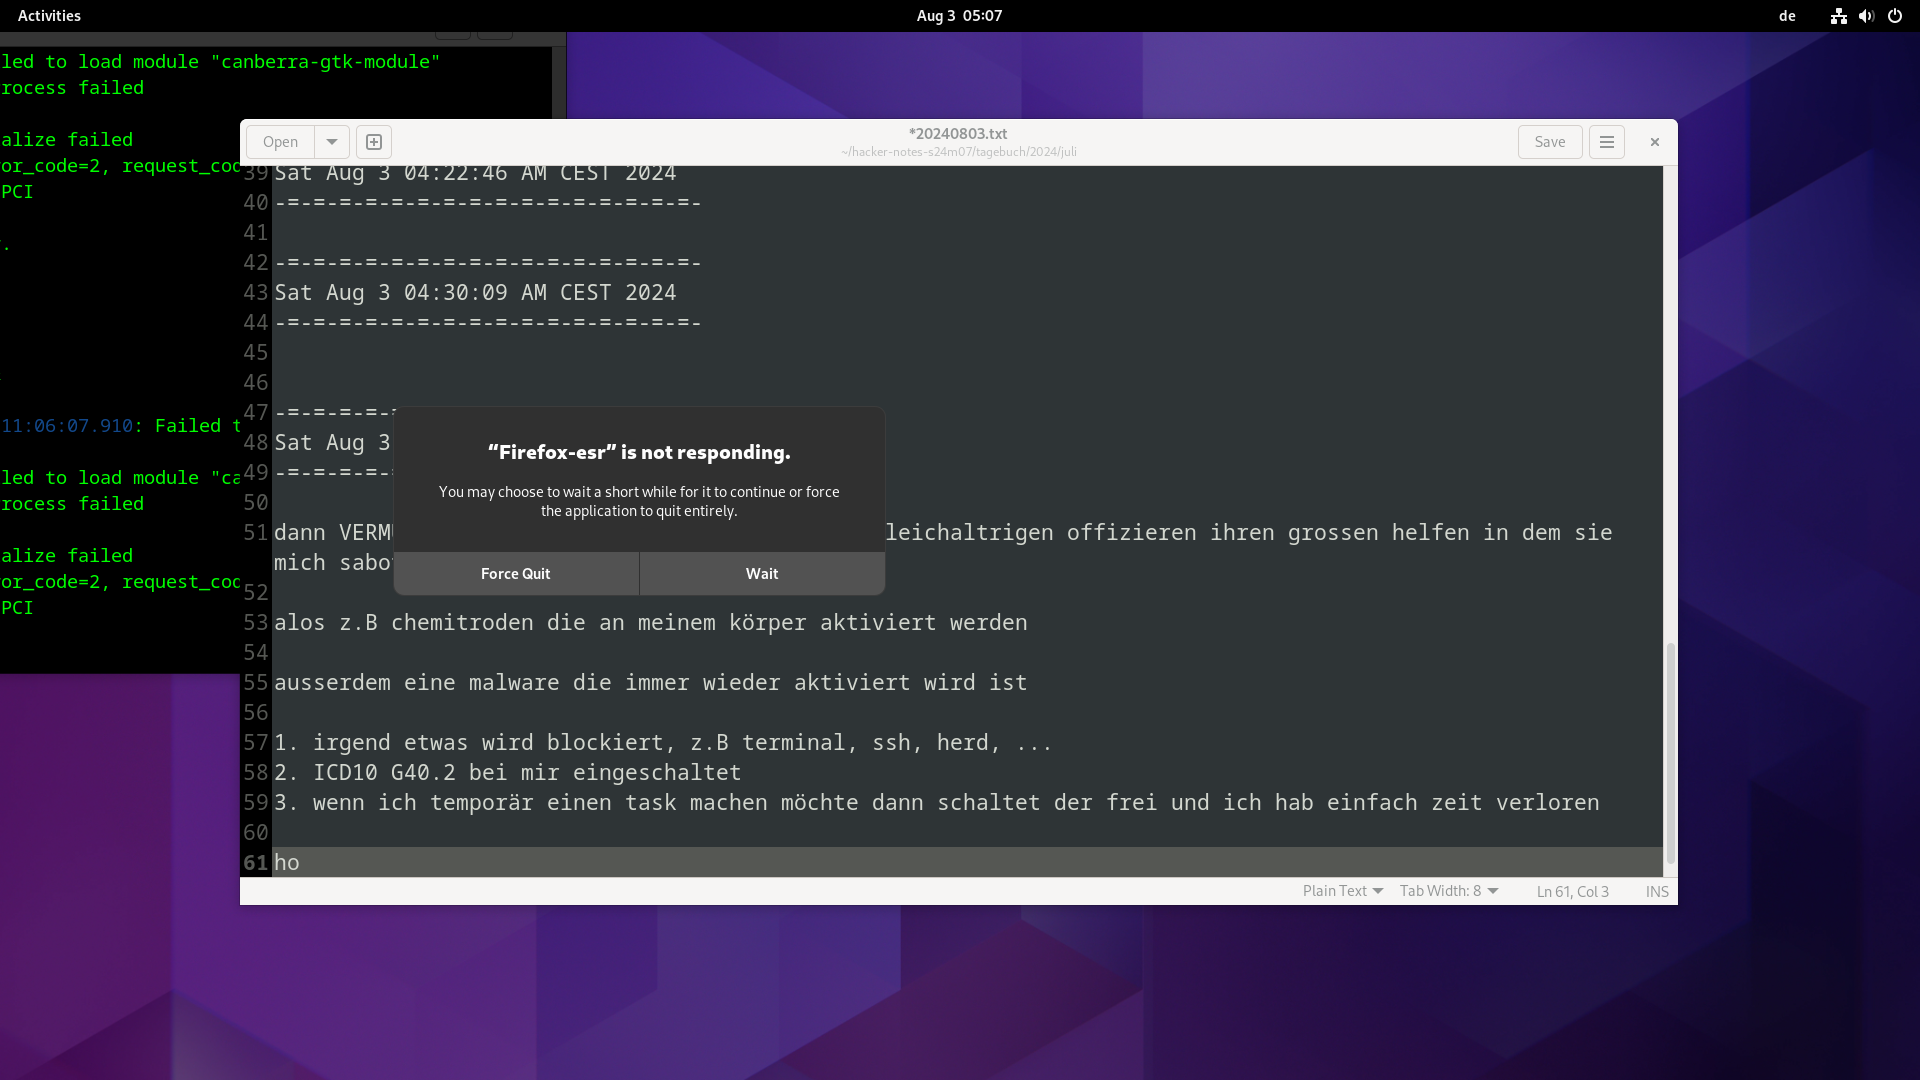 Activities
Aug 3 05:07
de
led to load module "canberra-gtk-module"
rocess failed
alize failed
or_code=2, request_cod
PCI
.
11:06:07.910: Failed t
led to load module "ca
rocess failed
alize failed
or_code=2, request_cod
PCI
Open
*20240803.txt
~/hacker-notes-s24m07/tagebuch/2024/juli
Save
39 Sat Aug 3 04:22:46 AM CEST 2024
40 -=-=-=-=-=-=-=-=-=-=-=-=-=-=-=-=-
41
42 -=-=-=-=-=-=-=-=-=-=-=-=-=-=-=-=-
43 Sat Aug 3 04:30:09 AM CEST 2024
44 -=-=-=-=-=-=-=-=-=-=-=-=-=-=-=-=-
45
46
47 -=-=-=-=-
48 Sat Aug 3
49 -=-=-=-=-
50
51 dann VERM leichaltrigen offizieren ihren grossen helfen in dem sie
mich sabo
52
53 alos z.B chemitroden die an meinem körper aktiviert werden
54
55 ausserdem eine malware die immer wieder aktiviert wird ist
56
57 1. irgend etwas wird blockiert, z.B terminal, ssh, herd, ...
58 2. ICD10 G40.2 bei mir eingeschaltet
59 3. wenn ich temporär einen task machen möchte dann schaltet der frei und ich hab einfach zeit verloren
60
61 ho
“Firefox-esr” is not responding.
You may choose to wait a short while for it to continue or force
the application to quit entirely.
Force Quit
Wait
Plain Text
Tab Width: 8
Ln 61, Col 3
INS